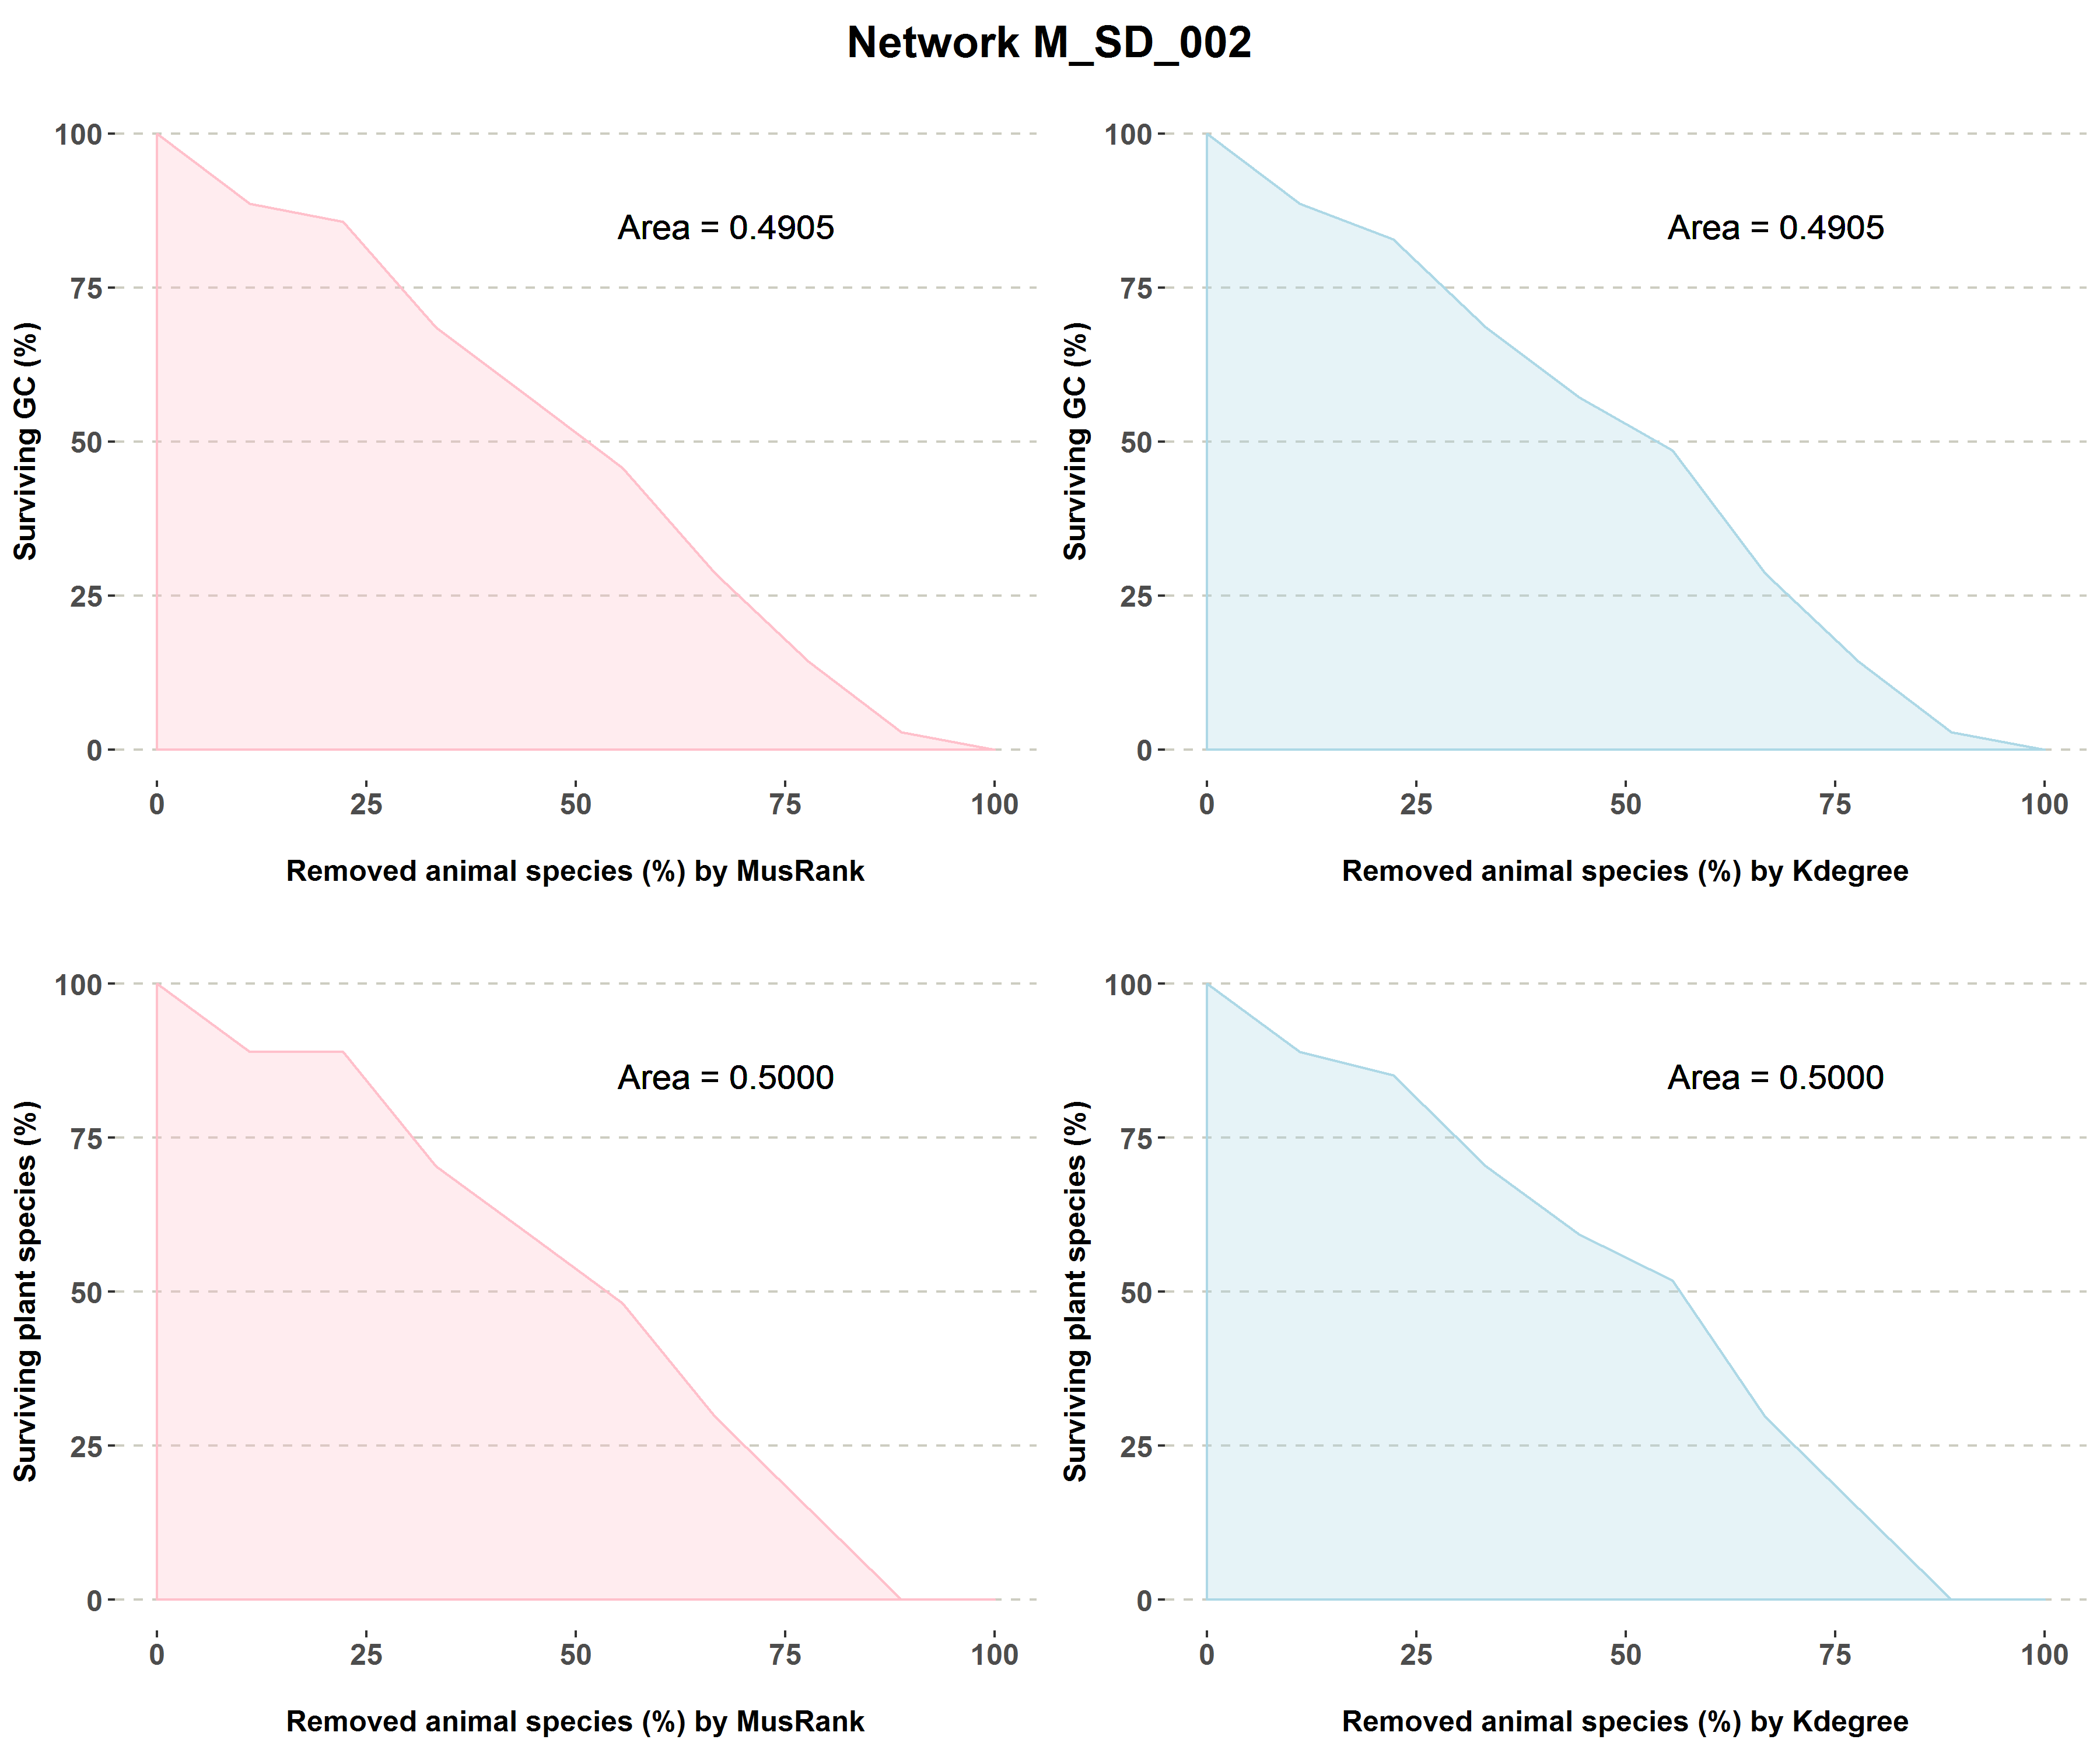 Network M_SD_002
Surviving GC (%)
100
75
50
25
0
Area = 0.4905
0 25 50 75 100
Removed animal species (%) by MusRank
Surviving GC (%)
100
75
50
25
0
Area = 0.4905
0 25 50 75 100
Removed animal species (%) by Kdegree
Surviving plant species (%)
100
75
50
25
0
Area = 0.5000
0 25 50 75 100
Removed animal species (%) by MusRank
Surviving plant species (%)
100
75
50
25
0
Area = 0.5000
0 25 50 75 100
Removed animal species (%) by Kdegree